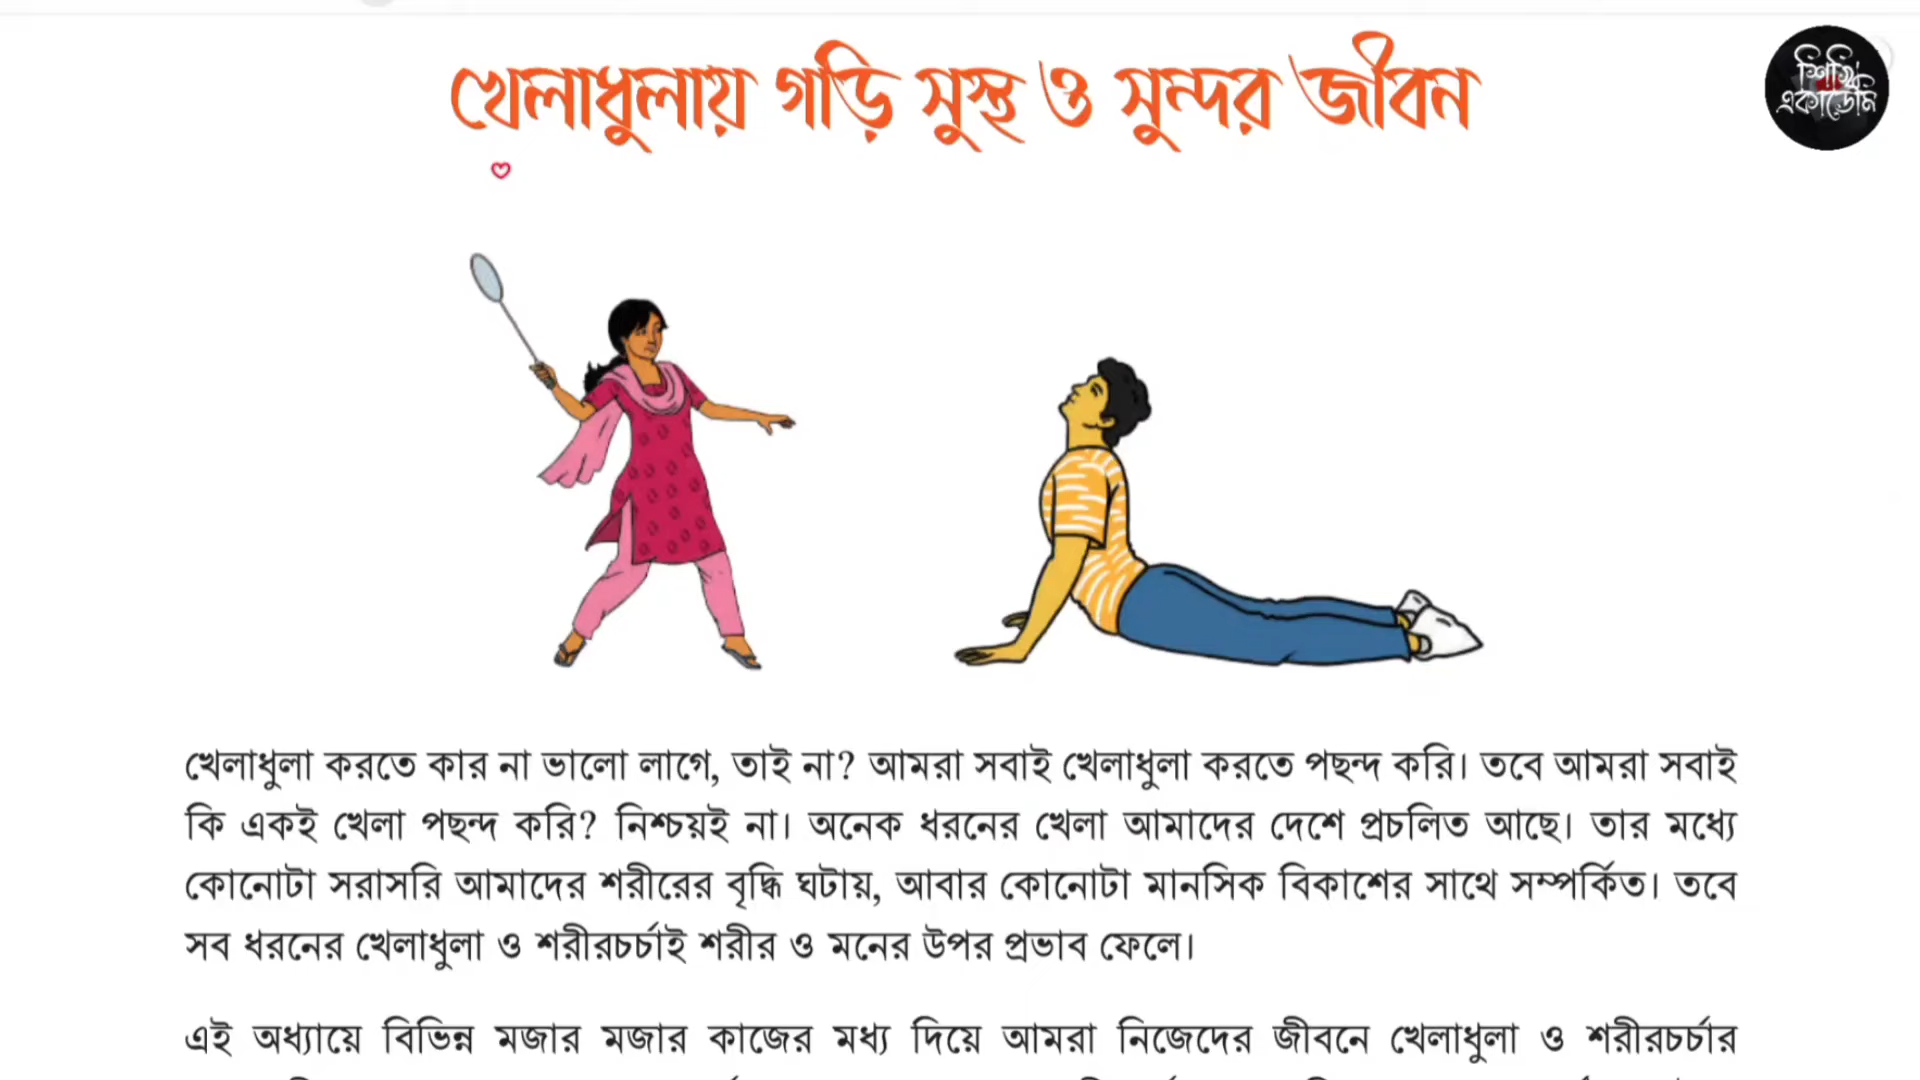 খেলাধুলায় গড়ি সুস্থ ও সুন্দর জীবন
শিখি
একাডেমি
খেলাধুলা করতে কার না ভালো লাগে, তাই না? আমরা সবাই খেলাধুলা করতে পছন্দ করি। তবে আমরা সবাই
কি একই খেলা পছন্দ করি? নিশ্চয়ই না। অনেক ধরনের খেলা আমাদের দেশে প্রচলিত আছে। তার মধ্যে
কোনোটা সরাসরি আমাদের শরীরের বৃদ্ধি ঘটায়, আবার কোনোটা মানসিক বিকাশের সাথে সম্পর্কিত। তবে
সব ধরনের খেলাধুলা ও শরীরচর্চাই শরীর ও মনের উপর প্রভাব ফেলে।
এই অধ্যায়ে বিভিন্ন মজার মজার কাজের মধ্য দিয়ে আমরা নিজেদের জীবনে খেলাধুলা ও শরীরচর্চার